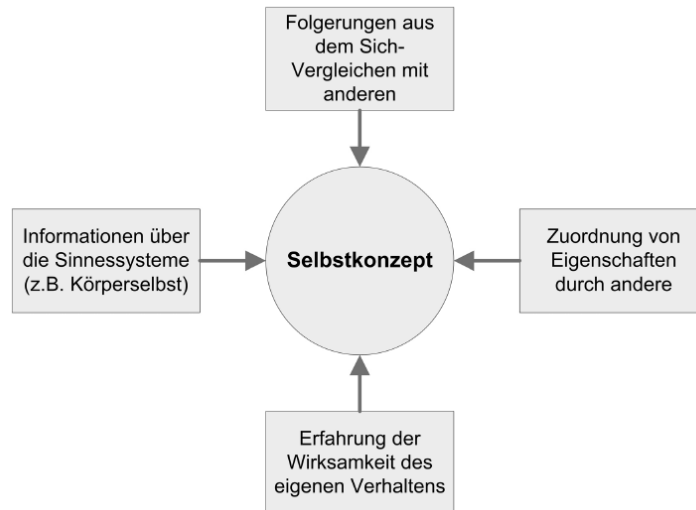 Folgerungen aus
dem Sich-
Vergleichen mit
anderen
Informationen über
die Sinnessysteme
(z.B. Körperselbst)
Selbstkonzept
Zuordnung von
Eigenschaften
durch andere
Erfahrung der
Wirksamkeit des
eigenen Verhaltens